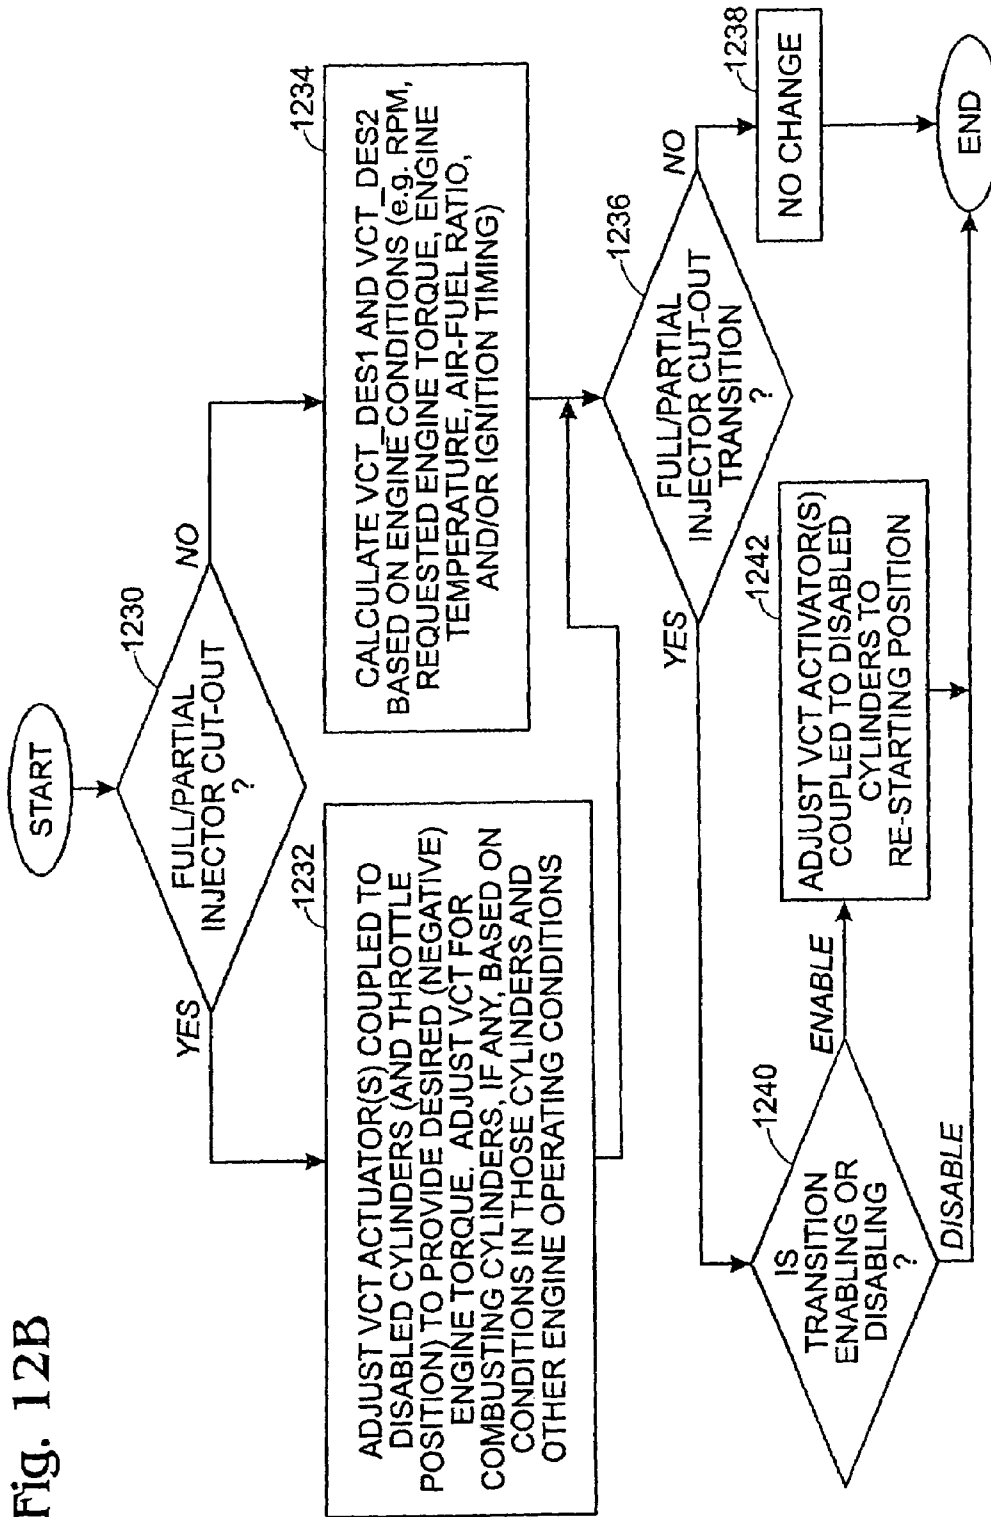 Fig. 12B
START
1230
FULL/PARTIAL
INJECTOR CUT-OUT
?
YES
NO
1232
ADJUST VCT ACTUATOR(S) COUPLED TO
DISABLED CYLINDERS (AND THROTTLE
POSITION) TO PROVIDE DESIRED (NEGATIVE)
ENGINE TORQUE. ADJUST VCT FOR
COMBUSTING CYLINDERS, IF ANY, BASED ON
CONDITIONS IN THOSE CYLINDERS AND
OTHER ENGINE OPERATING CONDITIONS
1234
CALCULATE VCT_DES1 AND VCT_DES2
BASED ON ENGINE CONDITIONS (e.g. RPM,
REQUESTED ENGINE TORQUE, ENGINE
TEMPERATURE, AIR-FUEL RATIO,
AND/OR IGNITION TIMING)
1236
FULL/PARTIAL
INJECTOR CUT-OUT
TRANSITION
?
YES
NO
1238
NO CHANGE
1240
IS
TRANSITION
ENABLING OR
DISABLING
?
ENABLE
DISABLE
1242
ADJUST VCT ACTIVATOR(S)
COUPLED TO DISABLED
CYLINDERS TO
RE-STARTING POSITION
END